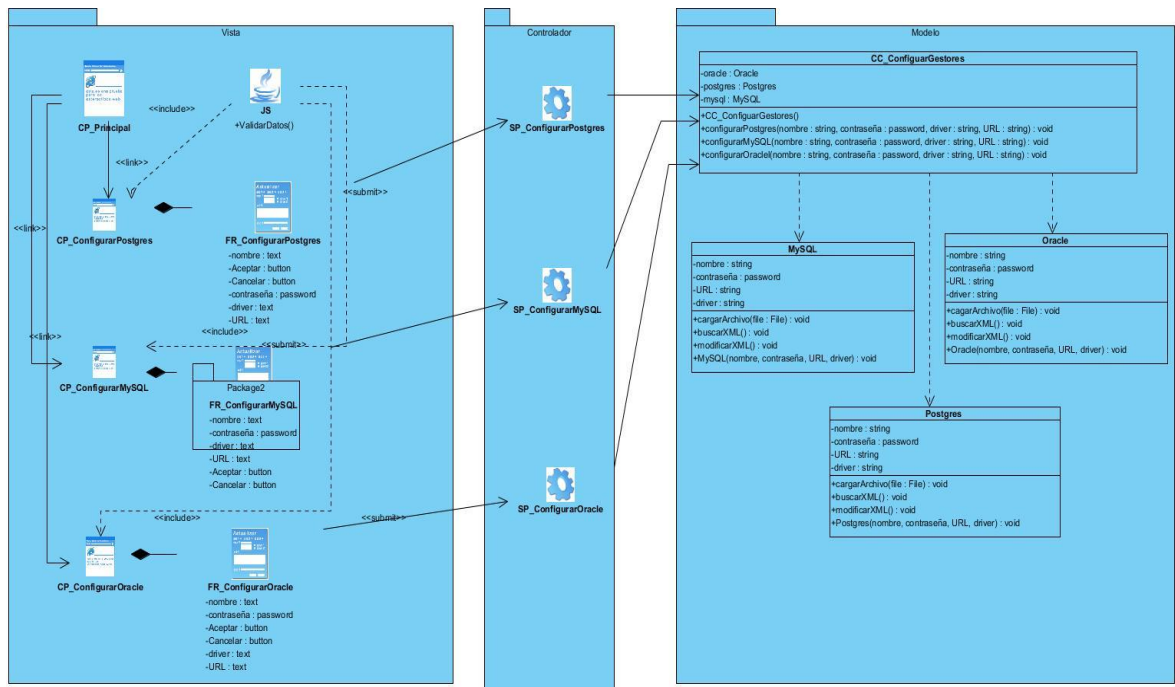 Vista
CP_Principal
<<include>>
JS
+ValidarDatos()
<<link>>
<<submit>>
<<link>>
CP_ConfigurarPostgres
FR_ConfigurarPostgres
-nombre : text
-Aceptar : button
-Cancelar : button
-contraseña : password
-driver : text
-URL : text
<<include>>
<<link>>
<<submit>>
CP_ConfigurarMySQL
Package2
FR_ConfigurarMySQL
-nombre : text
-contraseña : password
-driver : text
-URL : text
-Aceptar : button
-Cancelar : button
<<include>>
<<submit>>
CP_ConfigurarOracle
FR_ConfigurarOracle
-nombre : text
-contraseña : password
-Aceptar : button
-Cancelar : button
-driver : text
-URL : text
Controlador
SP_ConfigurarPostgres
SP_ConfigurarMySQL
SP_ConfigurarOracle
Modelo
CC_ConfiguarGestores
-oracle : Oracle
-postgres : Postgres
-mysql : MySQL
+CC_ConfiguarGestores()
+configurarPostgres(nombre : string, contraseña : password, driver : string, URL : string) : void
+configurarMySQL(nombre : string, contraseña : password, driver : string, URL : string) : void
+configurarOraclel(nombre : string, contraseña : password, driver : string, URL : string) : void
MySQL
-nombre : string
-contraseña : password
-URL : string
-driver : string
+cargarArchivo(file : File) : void
+buscarXML() : void
+modificarXML() : void
+MySQL(nombre, contraseña, URL, driver) : void
Oracle
-nombre : string
-contraseña : password
-URL : string
-driver : string
+cagarArchivo(file : File) : void
+buscarXML() : void
+modificarXML() : void
+Oracle(nombre, contraseña, URL, driver) : void
Postgres
-nombre : string
-contraseña : password
-URL : string
-driver : string
+cargarArchivo(file : File) : void
+buscarXML() : void
+modificarXML() : void
+Postgres(nombre, contraseña, URL, driver) : void